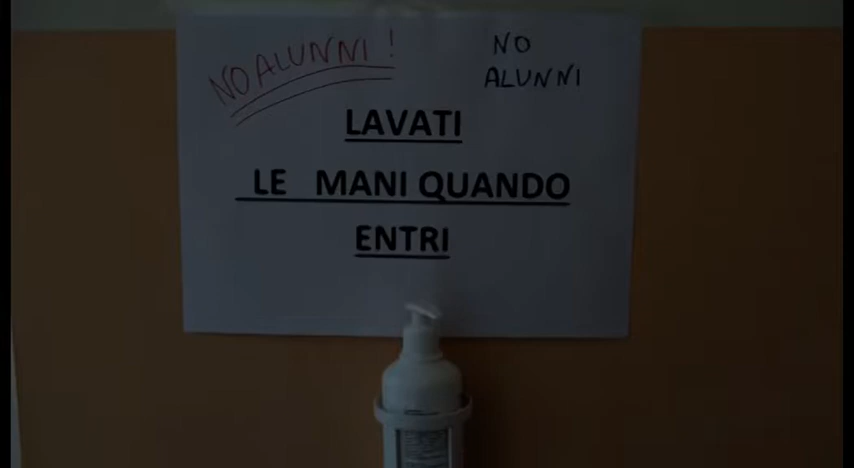 NO ALUNNI !
NO
ALUNNI
LAVATI
LE MANI QUANDO
ENTRI